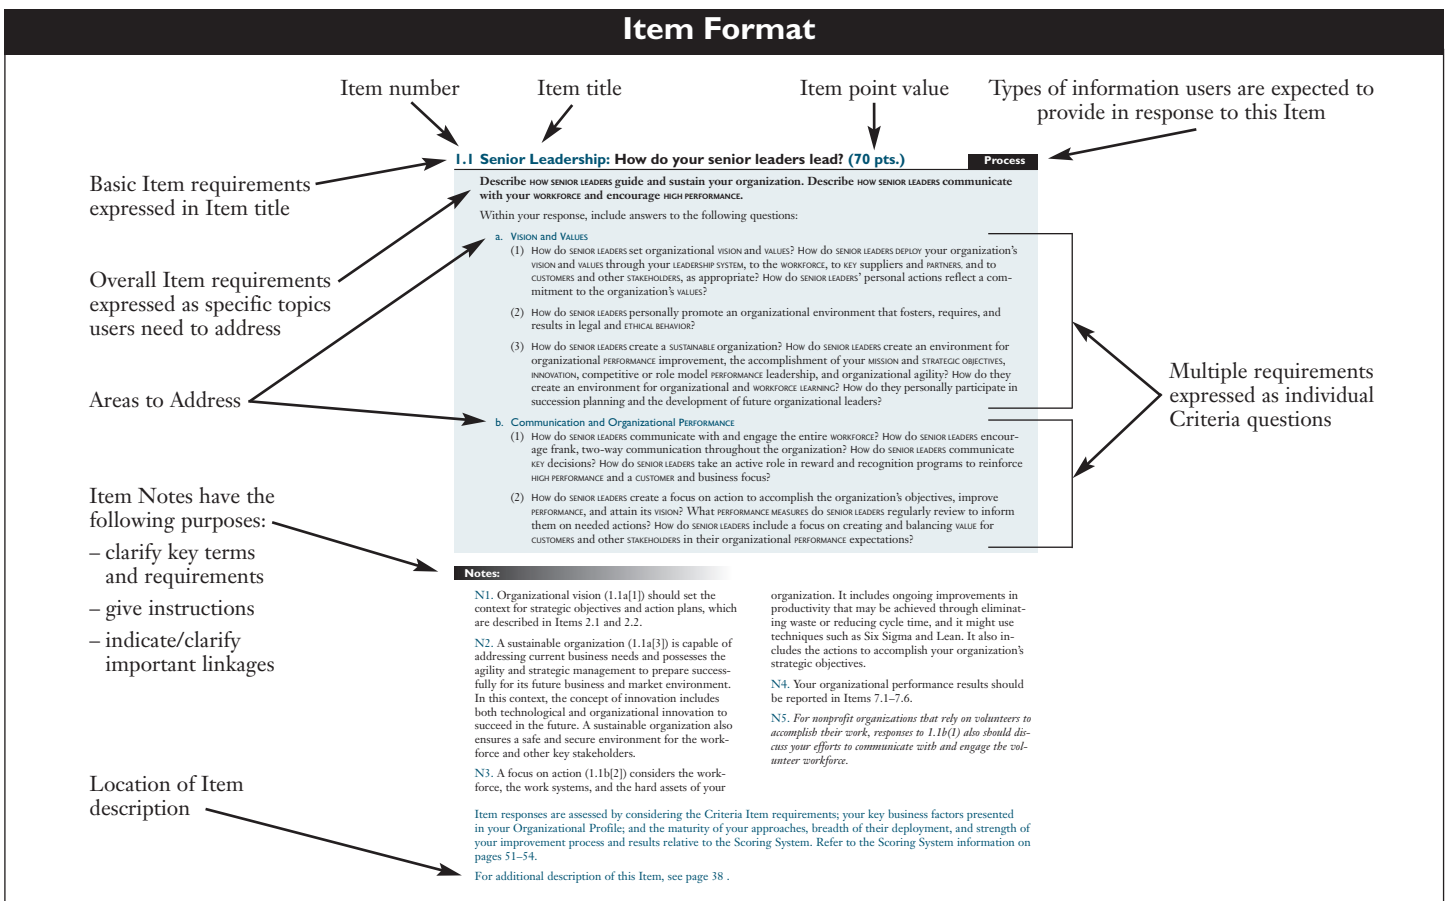 Item Format
Item number
Item title
Item point value
Types of information users are expected to
provide in response to this Item
1.1 Senior Leadership: How do your senior leaders lead? (70 pts.)
Process
Basic Item requirements
expressed in Item title
Describe HOW SENIOR LEADERS guide and sustain your organization. Describe HOW SENIOR LEADERS communicate
with your WORKFORCE and encourage HIGH PERFORMANCE.
Within your response, include answers to the following questions:
Overall Item requirements
expressed as specific topics
users need to address
Areas to Address
a. VISION and VALUES
(1) HOW do SENIOR LEADERS set organizational VISION and VALUES? HOW do SENIOR LEADERS DEPLOY your organization's
VISION and VALUES through your LEADERSHIP SYSTEM, to the WORKFORCE, to KEY suppliers and PARTNERS, and to
CUSTOMERS and other STAKEHOLDERS, as appropriate? HOW do SENIOR LEADERS' personal actions reflect a com-
mitment to the organization's VALUES?
(2) HOW do SENIOR LEADERS personally promote an organizational environment that fosters, requires, and
results in legal and ETHICAL BEHAVIOR?
(3) HOW do SENIOR LEADERS create a SUSTAINABLE organization? HOW do SENIOR LEADERS create an environment for
organizational PERFORMANCE improvement, the accomplishment of your MISSION and STRATEGIC OBJECTIVES,
INNOVATION, competitive or role model PERFORMANCE leadership, and organizational agility? HOW do they
create an environment for organizational and WORKFORCE LEARNING? HOW do they personally participate in
succession planning and the development of future organizational leaders?
b. Communication and Organizational PERFORMANCE
(1) HOW do SENIOR LEADERS communicate with and engage the entire WORKFORCE? HOW do SENIOR LEADERS encour-
age frank, two-way communication throughout the organization? HOW do SENIOR LEADERS communicate
KEY decisions? HOW do SENIOR LEADERS take an active role in reward and recognition programs to reinforce
HIGH PERFORMANCE and a CUSTOMER and business focus?
(2) HOW do SENIOR LEADERS create a focus on action to accomplish the organization's objectives, improve
PERFORMANCE, and attain its VISION? What PERFORMANCE MEASURES do SENIOR LEADERS regularly review to inform
them on needed actions? HOW do SENIOR LEADERS include a focus on creating and balancing VALUE for
CUSTOMERS and other STAKEHOLDERS in their organizational PERFORMANCE expectations?
Multiple requirements
expressed as individual
Criteria questions
Item Notes have the
following purposes:
– clarify key terms
and requirements
– give instructions
– indicate/clarify
important linkages
Notes:
N1. Organizational vision (1.1a[1]) should set the
context for strategic objectives and action plans, which
are described in Items 2.1 and 2.2.
N2. A sustainable organization (1.1a[3]) is capable of
addressing current business needs and possesses the
agility and strategic management to prepare success-
fully for its future business and market environment.
In this context, the concept of innovation includes
both technological and organizational innovation to
succeed in the future. A sustainable organization also
ensures a safe and secure environment for the work-
force and other key stakeholders.
N3. A focus on action (1.1b[2]) considers the work-
force, the work systems, and the hard assets of your
organization. It includes ongoing improvements in
productivity that may be achieved through eliminat-
ing waste or reducing cycle time, and it might use
techniques such as Six Sigma and Lean. It also in-
cludes the actions to accomplish your organization's
strategic objectives.
N4. Your organizational performance results should
be reported in Items 7.1–7.6.
N5. For nonprofit organizations that rely on volunteers to
accomplish their work, responses to 1.1b(1) also should dis-
cuss your efforts to communicate with and engage the vol-
unteer workforce.
Location of Item
description
Item responses are assessed by considering the Criteria Item requirements; your key business factors presented
in your Organizational Profile; and the maturity of your approaches, breadth of their deployment, and strength of
your improvement process and results relative to the Scoring System. Refer to the Scoring System information on
pages 51–54.
For additional description of this Item, see page 38 .